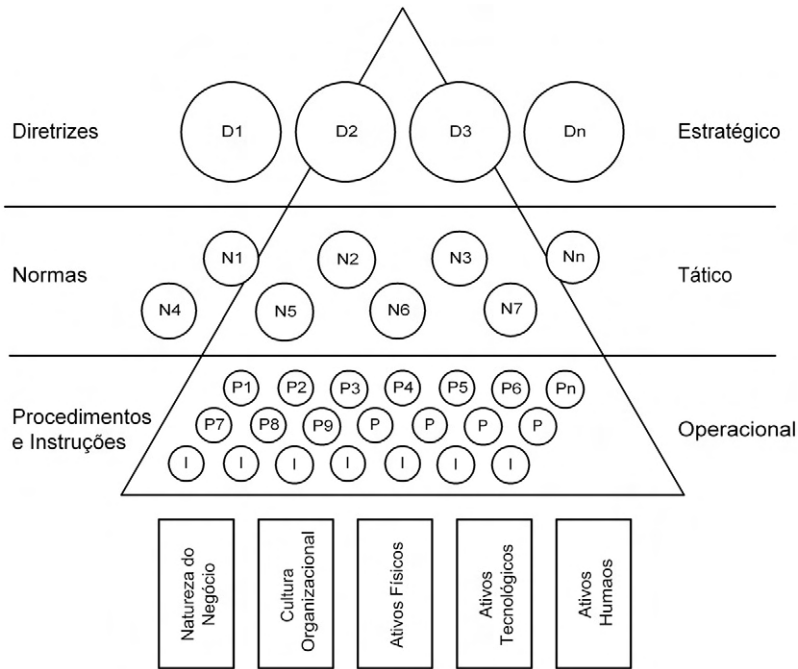 Diretrizes
D1
D2
D3
Dn
Estratégico
Normas
N1
N2
N3
Nn
N4
N5
N6
N7
Tático
Procedimentos
e Instruções
P1
P2
P3
P4
P5
P6
Pn
P7
P8
P9
P
P
P
P
I
I
I
I
I
I
I
Operacional
Natureza do
Negócio
Cultura
Organizacional
Ativos Físicos
Ativos
Tecnológicos
Ativos
Humaos